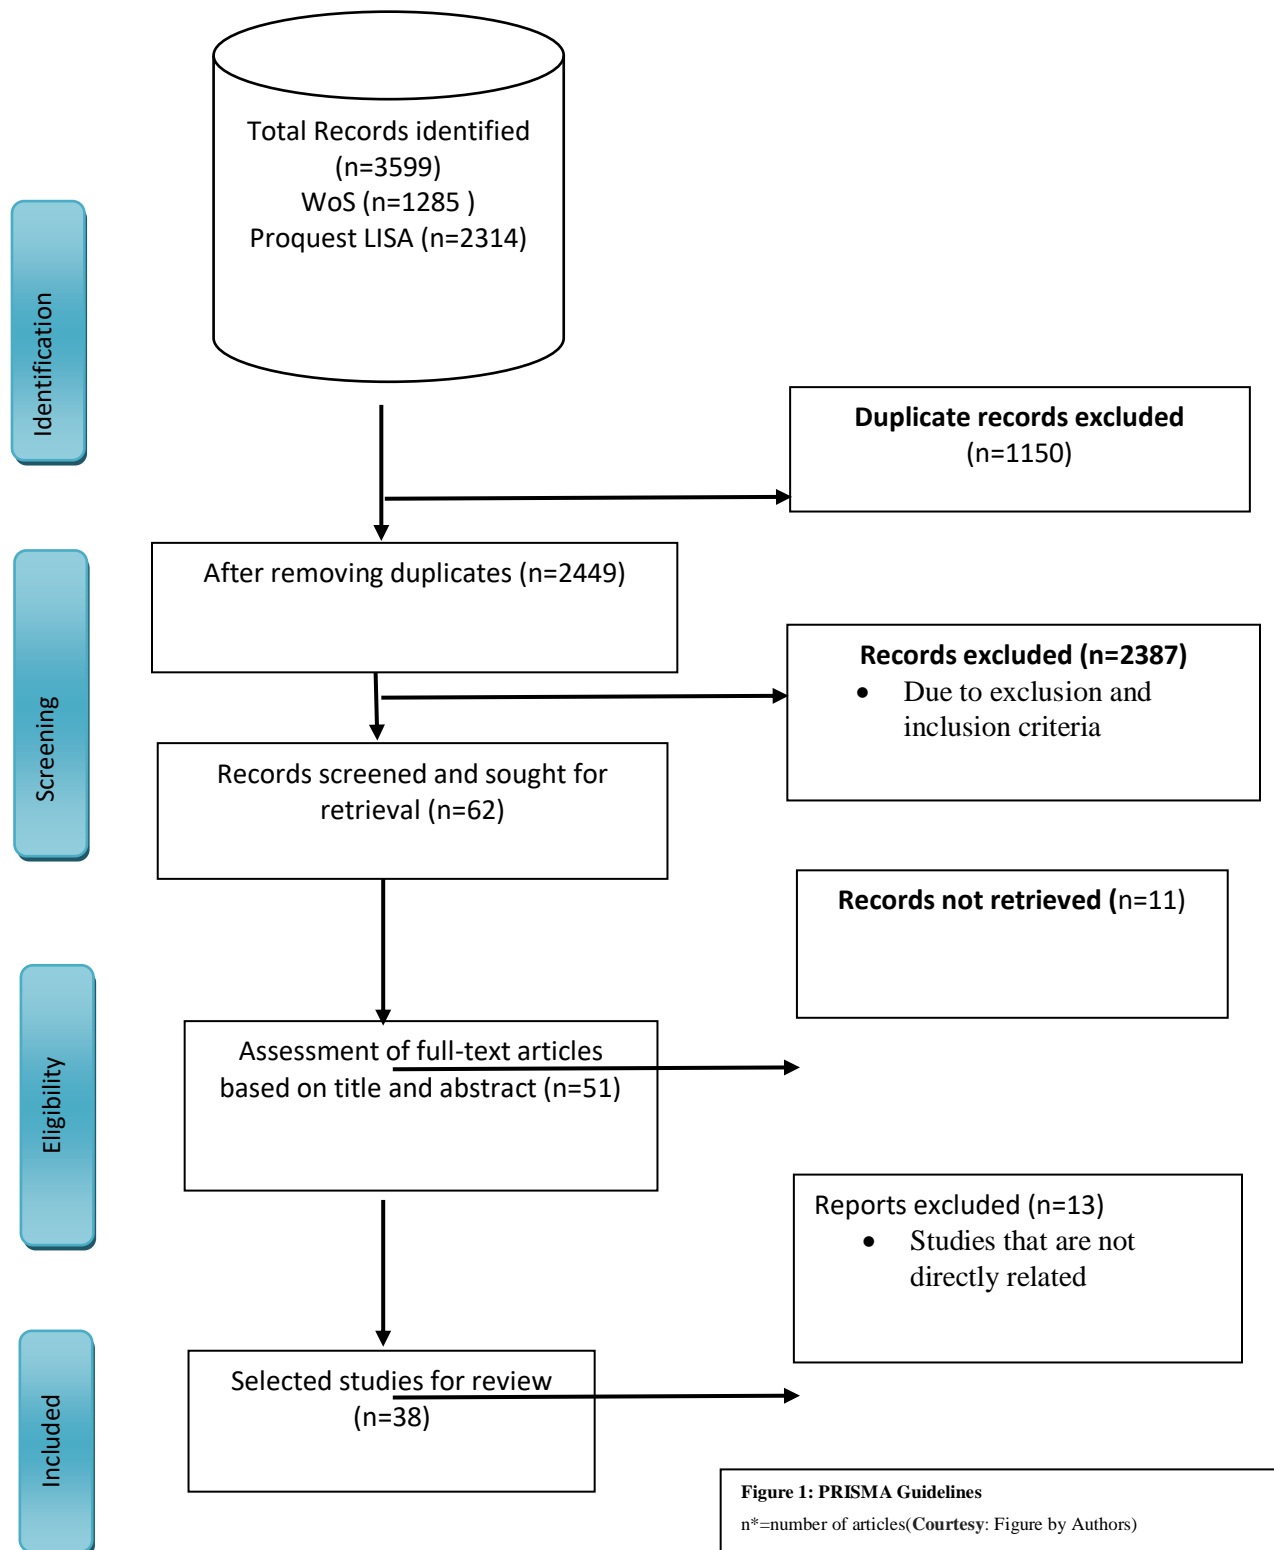 Total Records identified
(n=3599)
WoS (n=1285 )
Proquest LISA (n=2314)
Identification
Duplicate records excluded
(n=1150)
After removing duplicates (n=2449)
Screening
Records excluded (n=2387)
• Due to exclusion and
inclusion criteria
Records screened and sought for
retrieval (n=62)
Records not retrieved (n=11)
Eligibility
Assessment of full-text articles
based on title and abstract (n=51)
Reports excluded (n=13)
• Studies that are not
directly related
Included
Selected studies for review
(n=38)
Figure 1: PRISMA Guidelines
n*=number of articles(Courtesy: Figure by Authors)